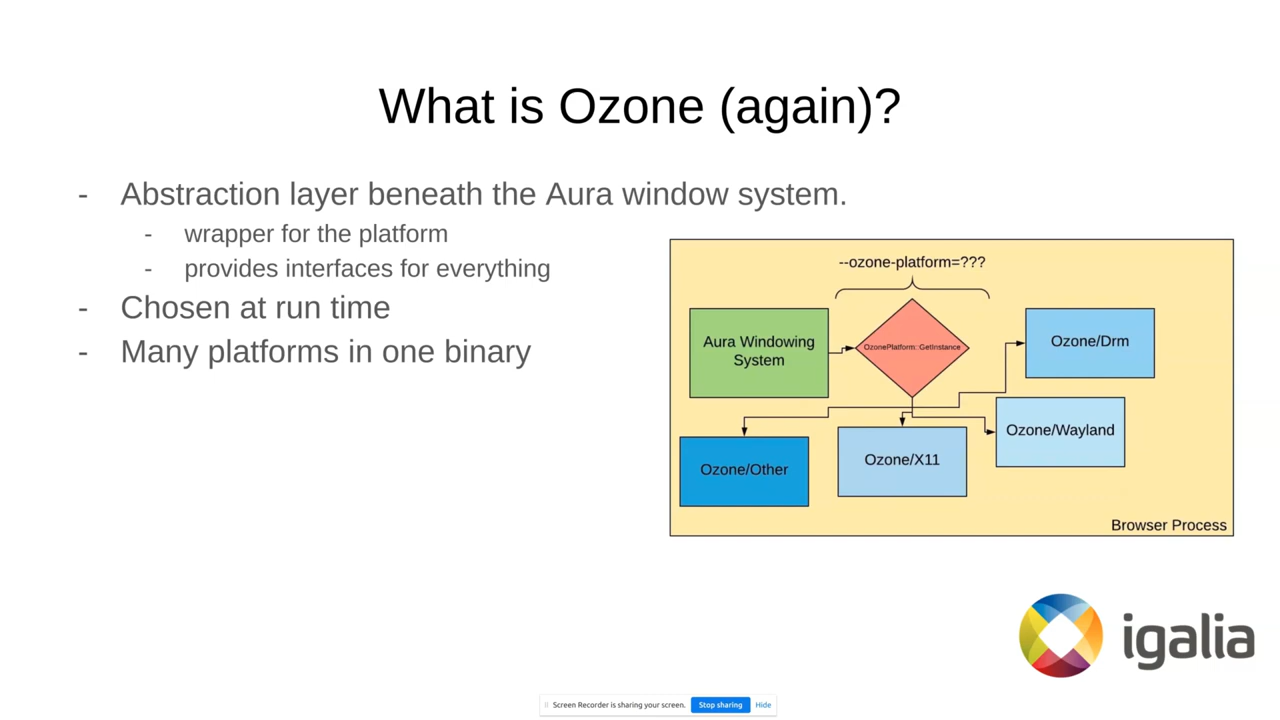 What is Ozone (again)?
- Abstraction layer beneath the Aura window system.
- wrapper for the platform
- provides interfaces for everything
- Chosen at run time
- Many platforms in one binary
--ozone-platform=???
Aura Windowing
System
OzonePlatform::GetInstance
Ozone/Drm
Ozone/Wayland
Ozone/X11
Ozone/Other
Browser Process
igalia
Screen Recorder is sharing your screen. Stop sharing Hide